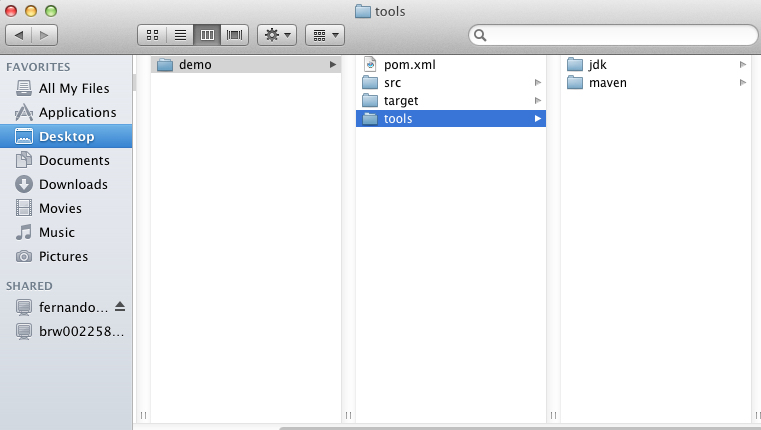 tools
FAVORITES
All My Files
Applications
Desktop
Documents
Downloads
Movies
Music
Pictures
SHARED
fernando...
brw002258...
demo
pom.xml
src
target
tools
jdk
maven